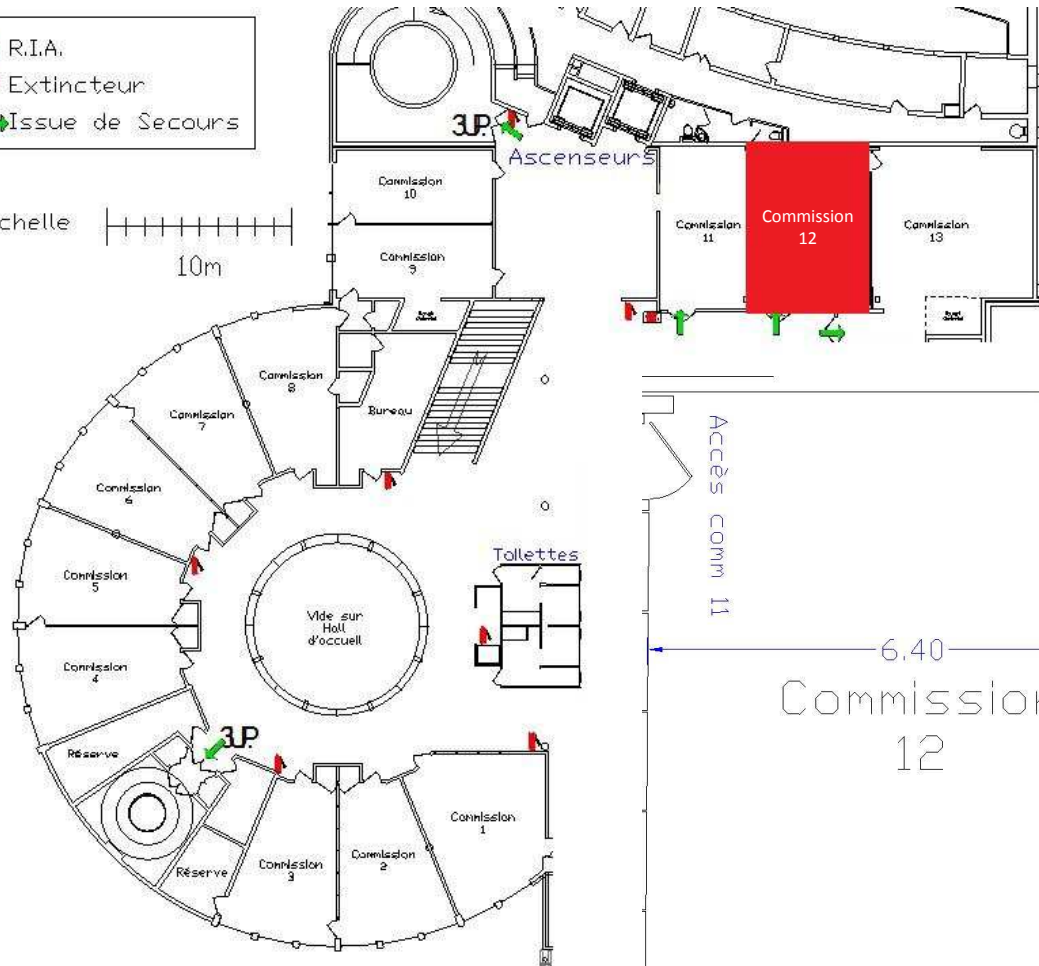 R.I.A.
Extincteur
Issue de Secours
chelle
10m
3UP.
Ascenseurs
Commission
10
Commission
9
Commission
11
Commission
12
Commission
13
Commission
8
Bureau
Commission
7
Commission
6
Commission
5
Commission
4
Réserve
3UP.
Réserve
Commission
3
Commission
2
Commission
1
Vide sur
Hall
d'accueil
Toilettes
Accès comm 11
6.40
Commission
12